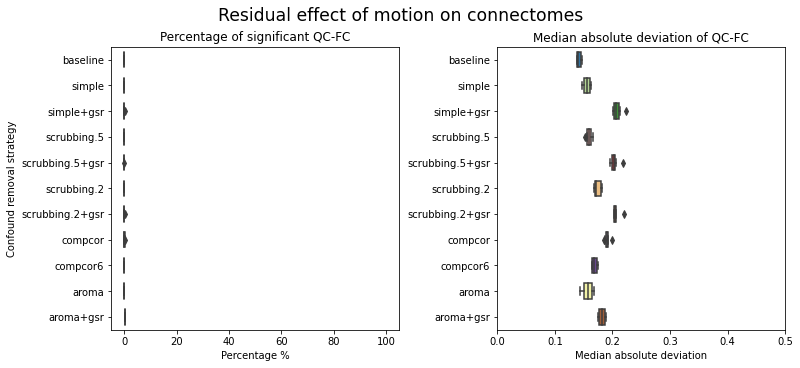 Residual effect of motion on connectomes
Percentage of significant QC-FC
Confound removal strategy
baseline
simple
simple+gsr
scrubbing.5
scrubbing.5+gsr
scrubbing.2
scrubbing.2+gsr
compcor
compcor6
aroma
aroma+gsr
0 20 40 60 80 100
Percentage %
Median absolute deviation of QC-FC
baseline
simple
simple+gsr
scrubbing.5
scrubbing.5+gsr
scrubbing.2
scrubbing.2+gsr
compcor
compcor6
aroma
aroma+gsr
0.0 0.1 0.2 0.3 0.4 0.5
Median absolute deviation